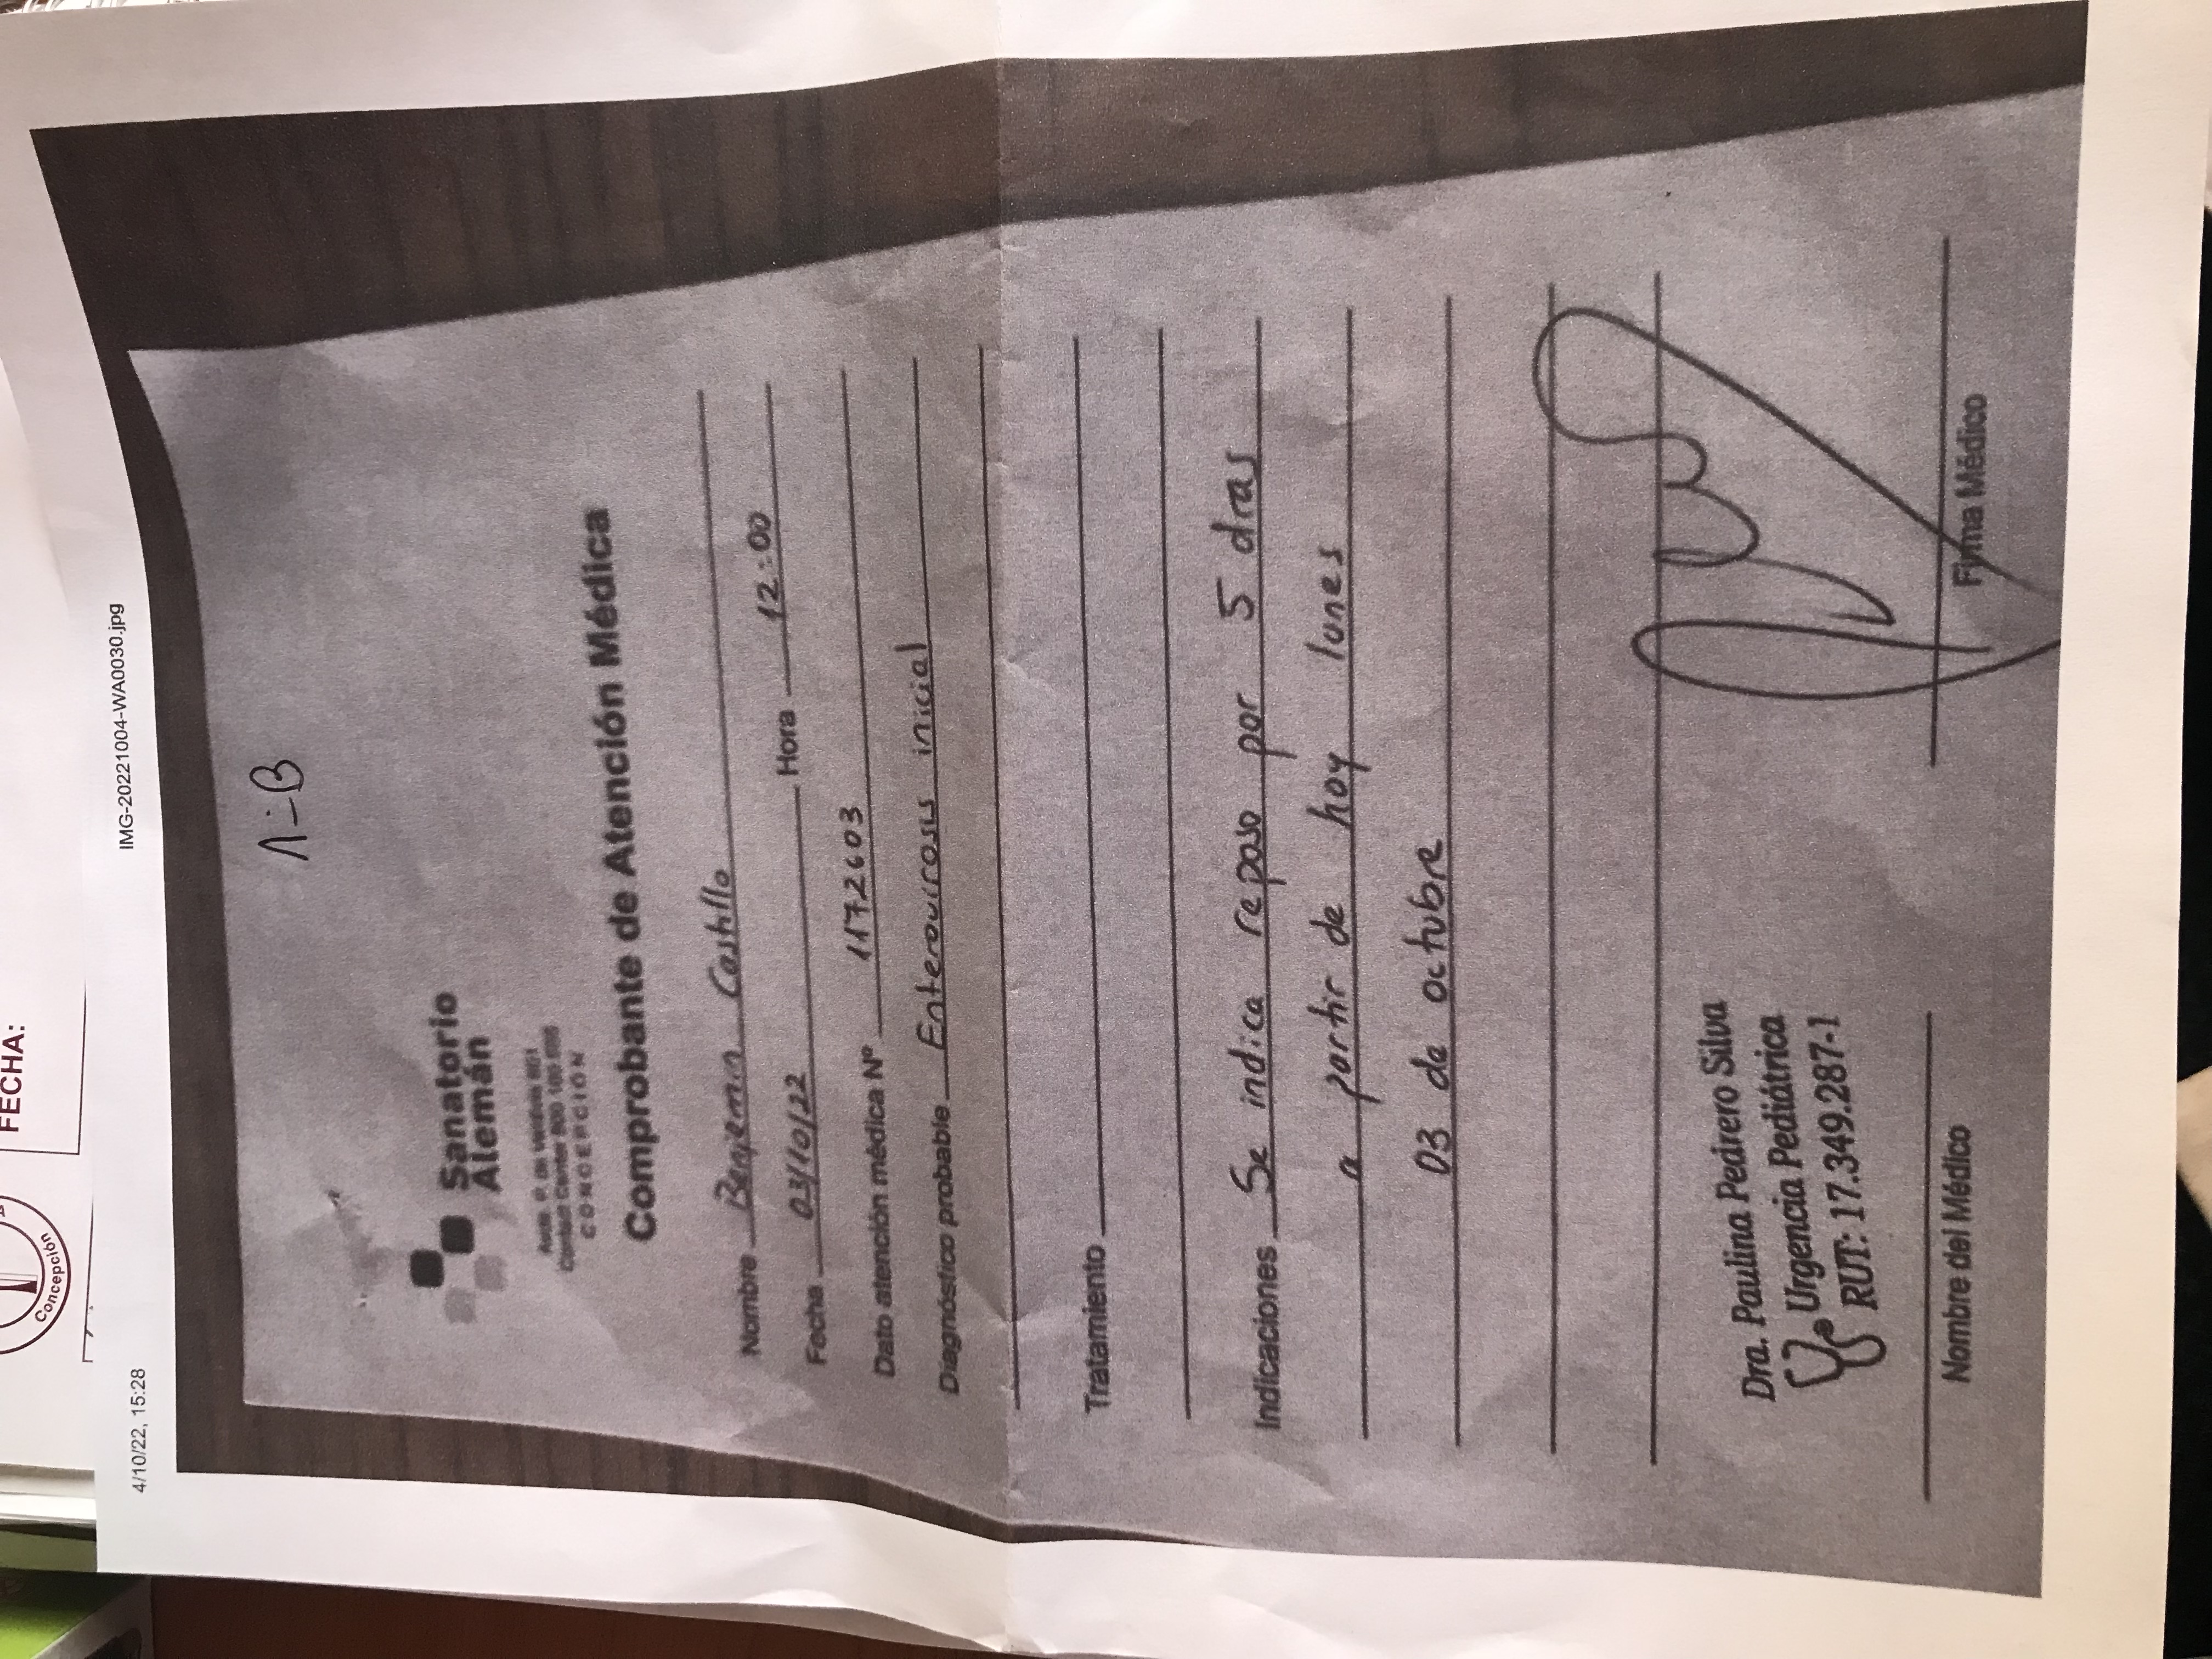 FECHA:
Concepción
4/10/22, 15:28
IMG-20221004-WA0030.jpg
1-B
Sanatorio
Alemán
CONCEPCIÓN
Comprobante de Atención Médica
Nombre Benjamin Castillo
Fecha 03/10/22 Hora 12:00
Dato atención médica Nº 1172603
Diagnóstico probable Enterovirosis inicial
Tratamiento
Indicaciones Se indica reposo por 5 dias
a partir de hoy lunes
03 de octubre
Dra. Paulina Pedrero Silva
Urgencia Pediátrica
RUT: 17.349.287-1
Nombre del Médico
Firma Médico